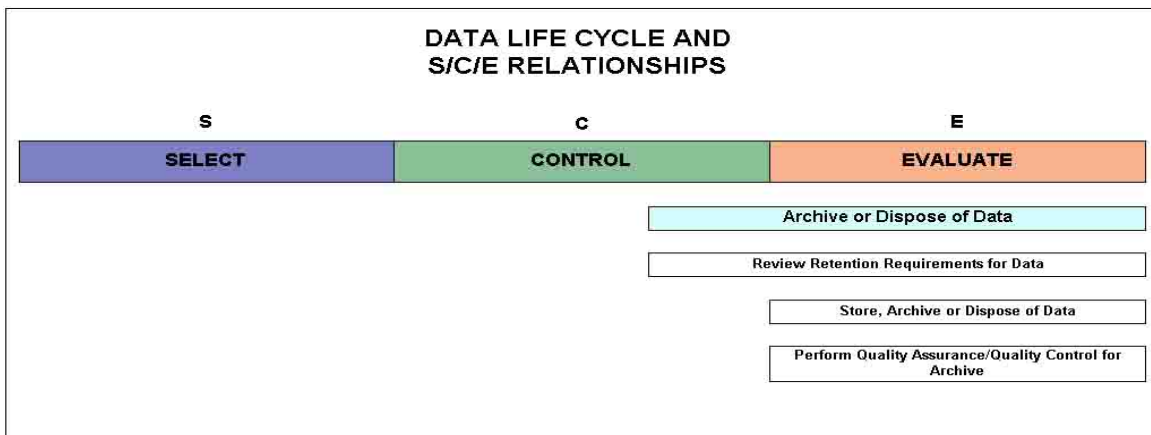 DATA LIFE CYCLE AND
S/C/E RELATIONSHIPS
S C E
SELECT CONTROL EVALUATE
Archive or Dispose of Data
Review Retention Requirements for Data
Store, Archive or Dispose of Data
Perform Quality Assurance/Quality Control for
Archive